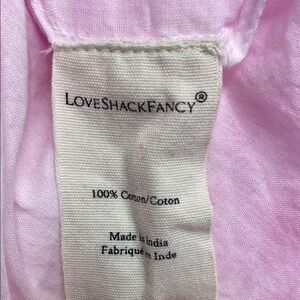 LOVESHACKFANCY®
100% Cotton/Coton
Made in India
Fabriqué en Inde